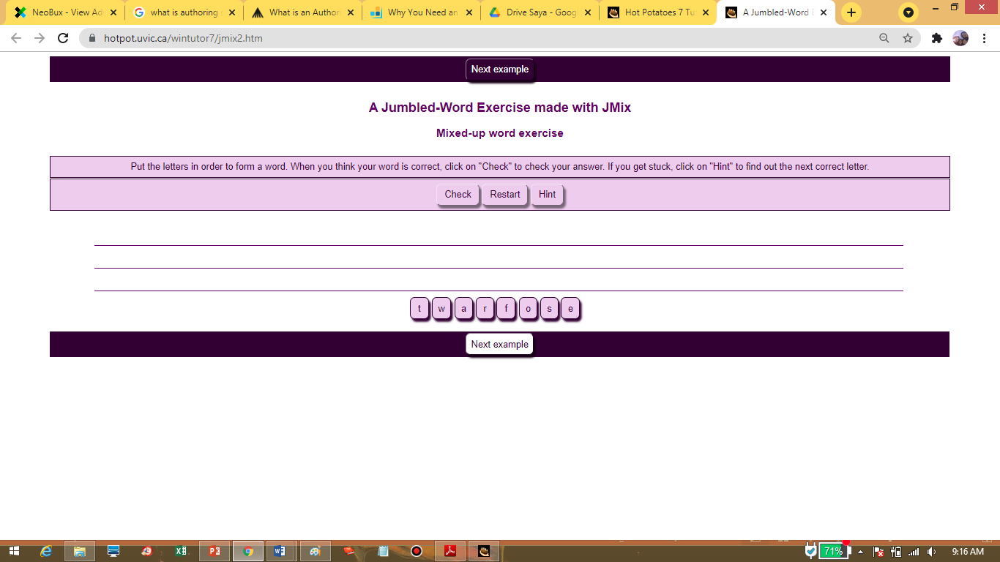 NeoBux - View Ad
what is authoring
What is an Author
Why You Need an
Drive Saya - Goog
Hot Potatoes 7 Tu
A Jumbled-Word E
hotpot.uvic.ca/wintutor7/jmix2.htm
Next example
A Jumbled-Word Exercise made with JMix
Mixed-up word exercise
Put the letters in order to form a word. When you think your word is correct, click on "Check" to check your answer. If you get stuck, click on "Hint" to find out the next correct letter.
Check Restart Hint
t w a r f o s e
Next example
71% 9:16 AM